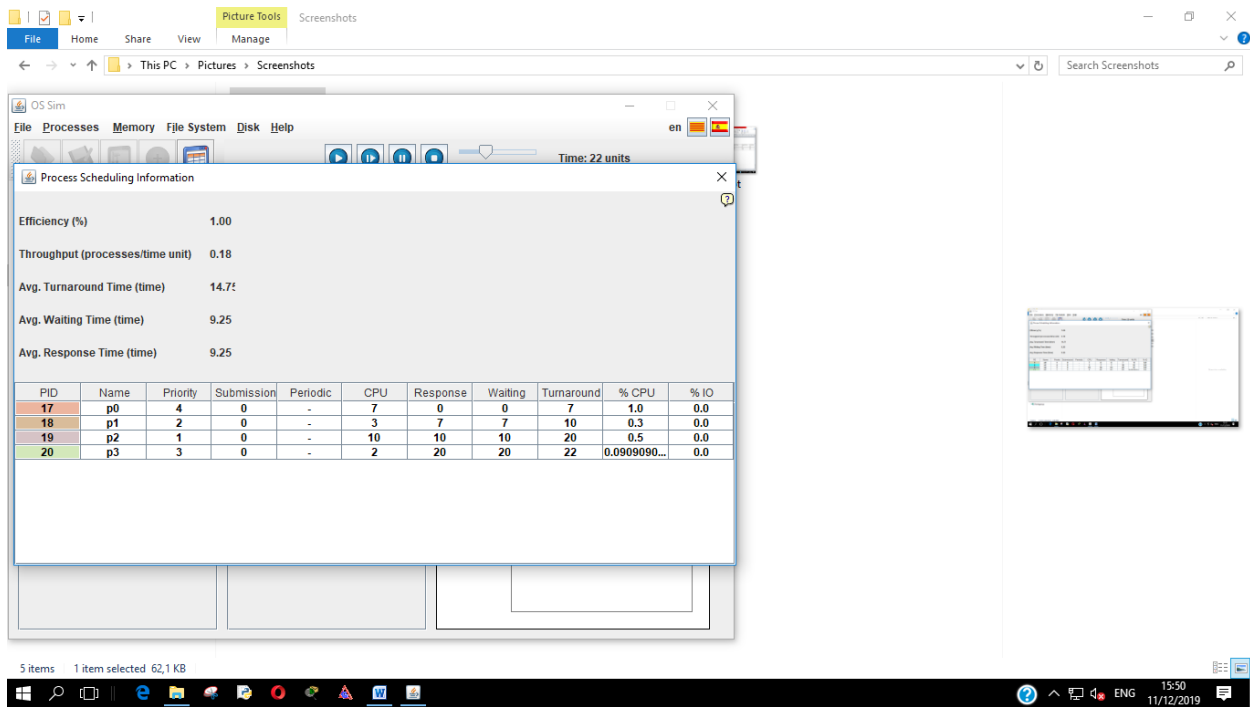 Picture Tools Screenshots
File Home Share View Manage
This PC > Pictures > Screenshots Search Screenshots
OS Sim
File Processes Memory File System Disk Help en
Time: 22 units
Process Scheduling Information
Efficiency (%) 1.00
Throughput (processes/time unit) 0.18
Avg. Turnaround Time (time) 14.75
Avg. Waiting Time (time) 9.25
Avg. Response Time (time) 9.25
PID Name Priority Submission Periodic CPU Response Waiting Turnaround % CPU % IO
17 p0 4 0 - 7 0 0 7 1.0 0.0
18 p1 2 0 - 3 7 7 10 0.3 0.0
19 p2 1 0 - 10 10 10 20 0.5 0.0
20 p3 3 0 - 2 20 20 22 0.0909090... 0.0
5 items 1 item selected 62,1 KB
ENG 15:50
11/12/2019